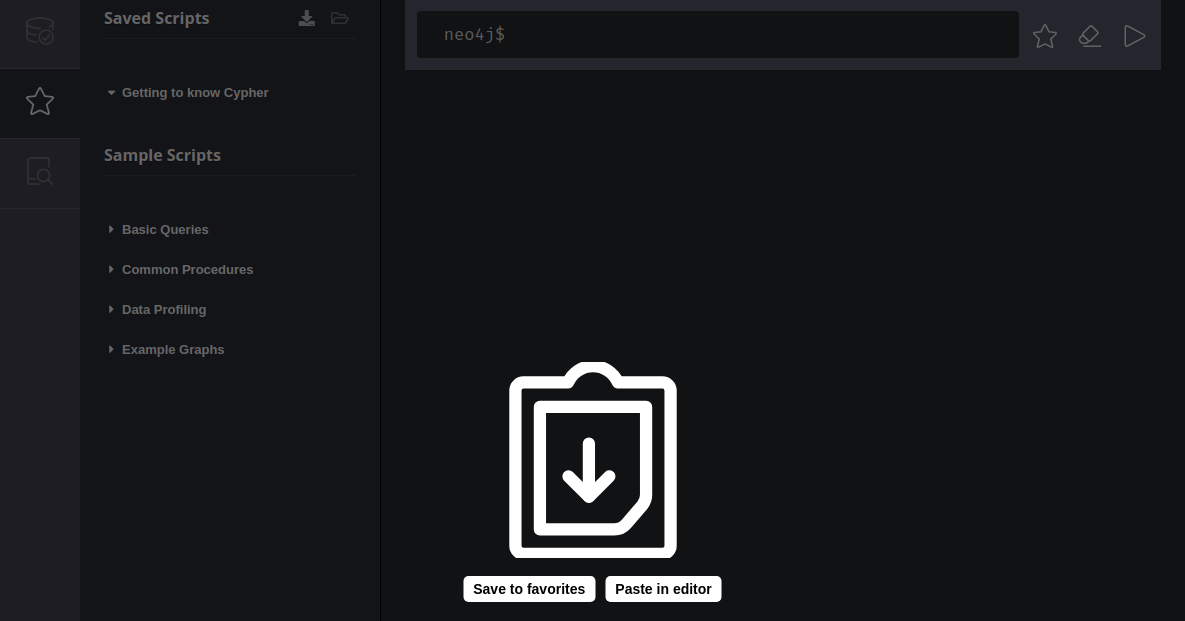 Saved Scripts
Getting to know Cypher
Sample Scripts
Basic Queries
Common Procedures
Data Profiling
Example Graphs
neo4j$
Save to favorites
Paste in editor